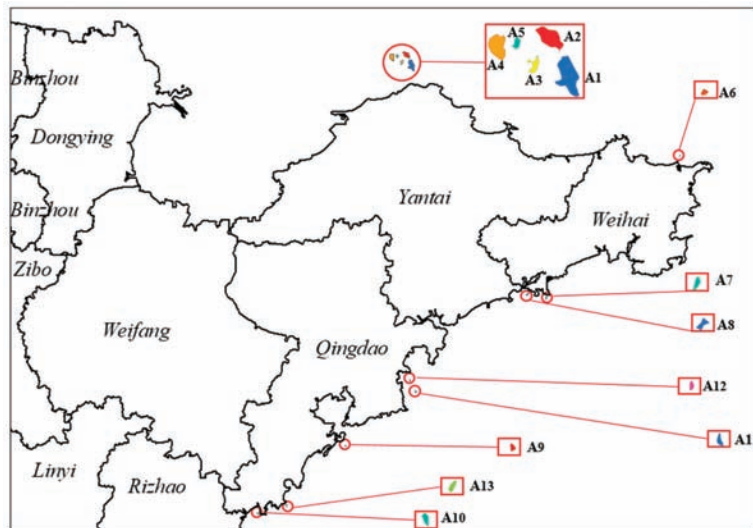 A5
A2
A4
A3
A1
A6
Binzhou
Dongying
Binzhou
Yantai
Weihai
Zibo
A7
A8
Weifang
Qingdao
A12
A1
A9
Linyi
Rizhao
A13
A10